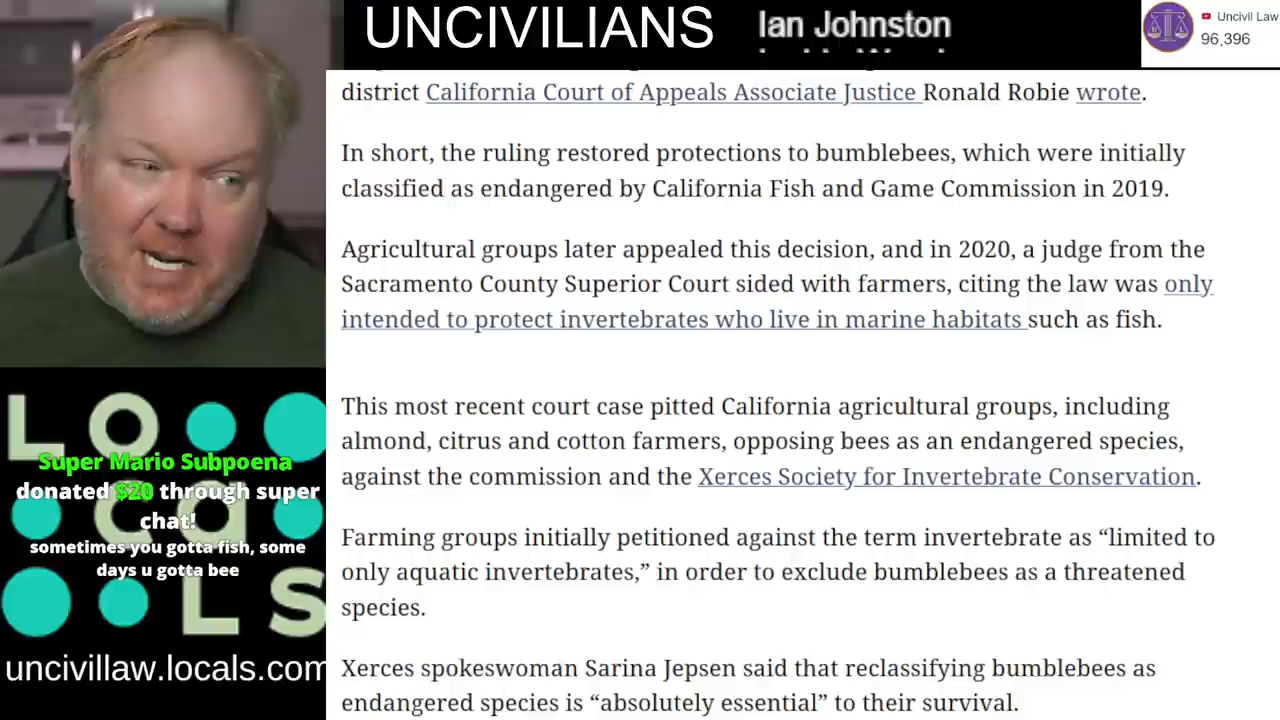 UNCIVILIANS
Ian Johnston
Uncivil Law
96,396
district California Court of Appeals Associate Justice Ronald Robie wrote.
In short, the ruling restored protections to bumblebees, which were initially
classified as endangered by California Fish and Game Commission in 2019.
Agricultural groups later appealed this decision, and in 2020, a judge from the
Sacramento County Superior Court sided with farmers, citing the law was only
intended to protect invertebrates who live in marine habitats such as fish.
This most recent court case pitted California agricultural groups, including
almond, citrus and cotton farmers, opposing bees as an endangered species,
against the commission and the Xerces Society for Invertebrate Conservation.
Farming groups initially petitioned against the term invertebrate as “limited to
only aquatic invertebrates,” in order to exclude bumblebees as a threatened
species.
Xerces spokeswoman Sarina Jepsen said that reclassifying bumblebees as
endangered species is “absolutely essential” to their survival.
LO
ca
LS
Super Mario Subpoena
donated $20 through super
chat!
sometimes you gotta fish, some
days u gotta bee
uncivillaw.locals.com